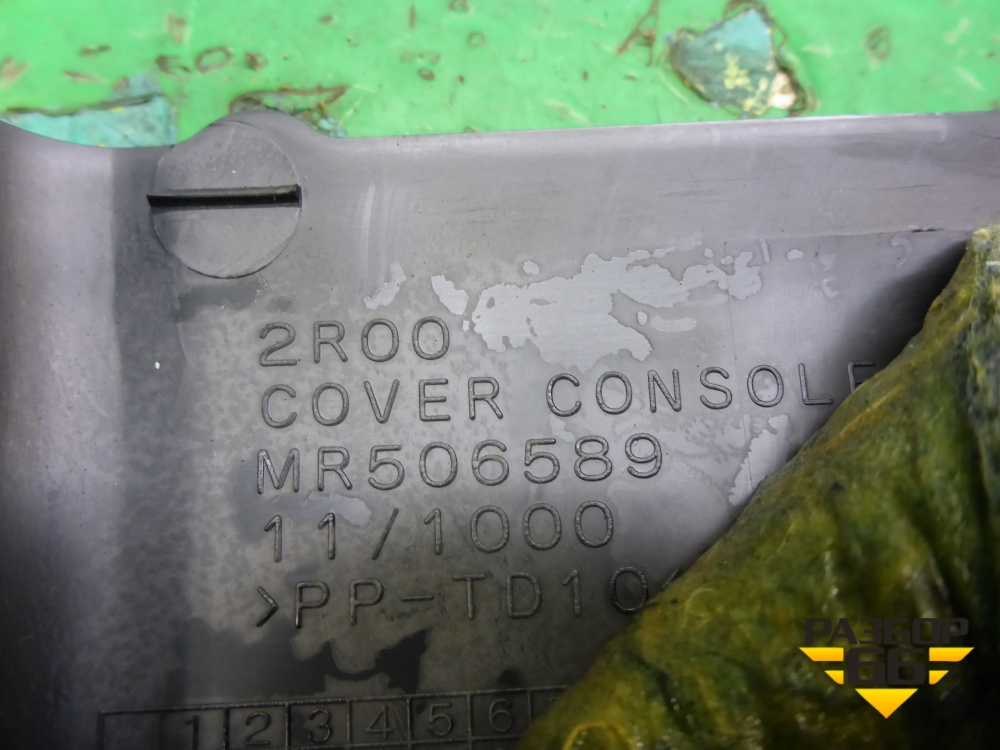 2R00
COVER CONSOLE
MR506589
11/1000
>PP-TD10
1 2 3 4 5 6
РАЗБОР
66